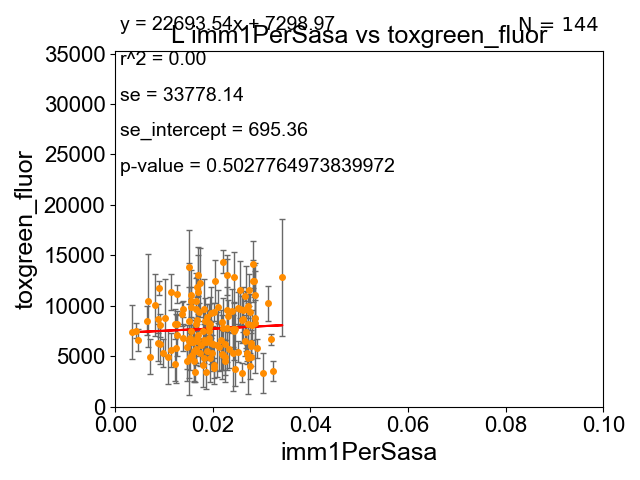 y = 22693.54x + 7298.97
N = 144
L imm1PerSasa vs toxgreen_fluor
r^2 = 0.00
se = 33778.14
se_intercept = 695.36
p-value = 0.5027764973839972
35000
30000
25000
20000
15000
10000
5000
0
toxgreen_fluor
0.00 0.02 0.04 0.06 0.08 0.10
imm1PerSasa